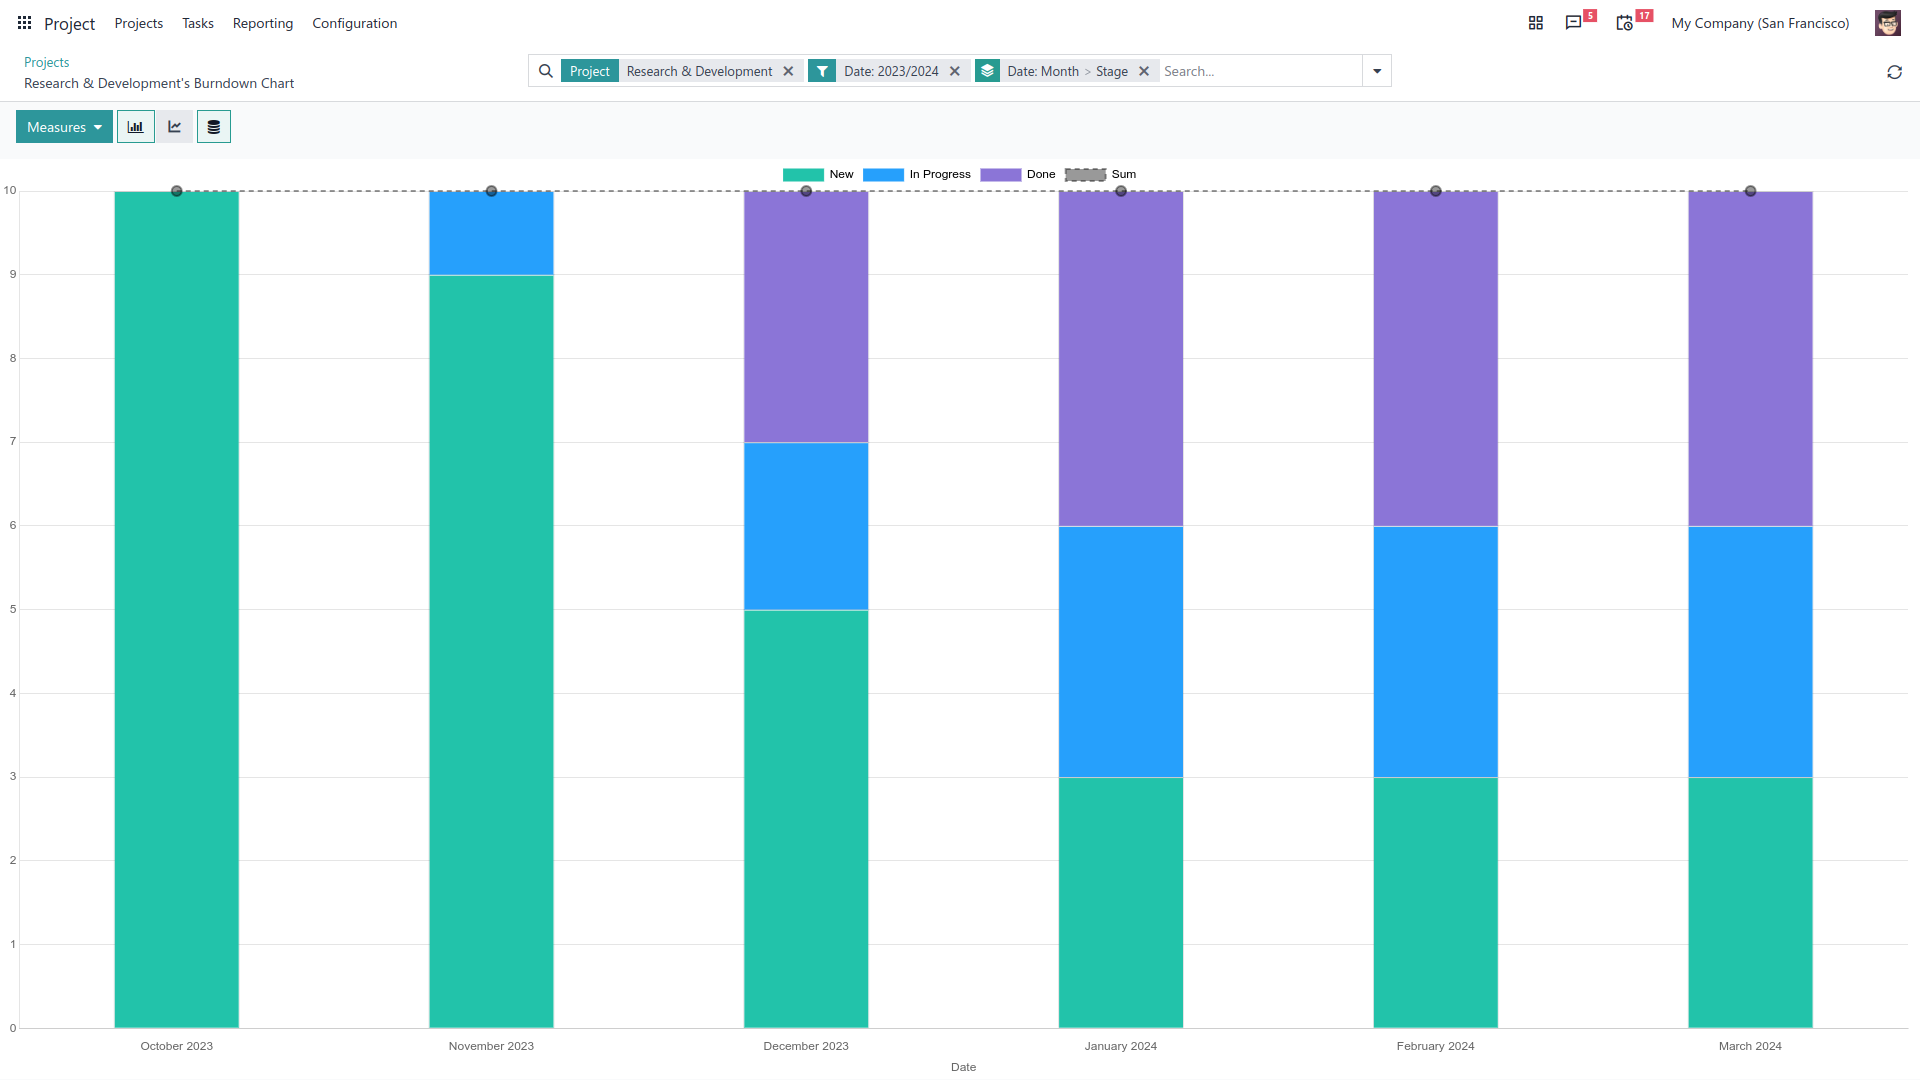 Project Projects Tasks Reporting Configuration 5 17 My Company (San Francisco)
Projects
Research & Development's Burndown Chart
Project Research & Development Date: 2023/2024 Date: Month > Stage Search...
Measures
New In Progress Done Sum
10
9
8
7
6
5
4
3
2
1
0
October 2023 November 2023 December 2023 January 2024 February 2024 March 2024
Date